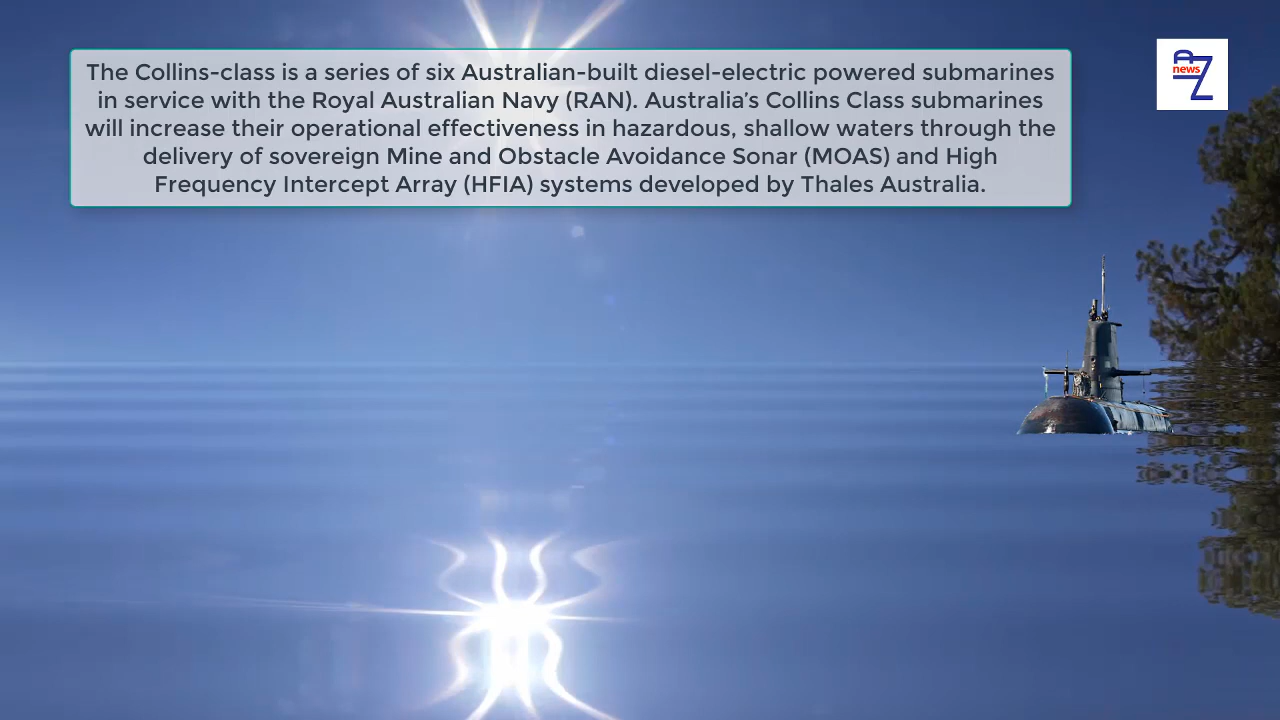 The Collins-class is a series of six Australian-built diesel-electric powered submarines
in service with the Royal Australian Navy (RAN). Australia’s Collins Class submarines
will increase their operational effectiveness in hazardous, shallow waters through the
delivery of sovereign Mine and Obstacle Avoidance Sonar (MOAS) and High
Frequency Intercept Array (HFIA) systems developed by Thales Australia.
A
news
Z